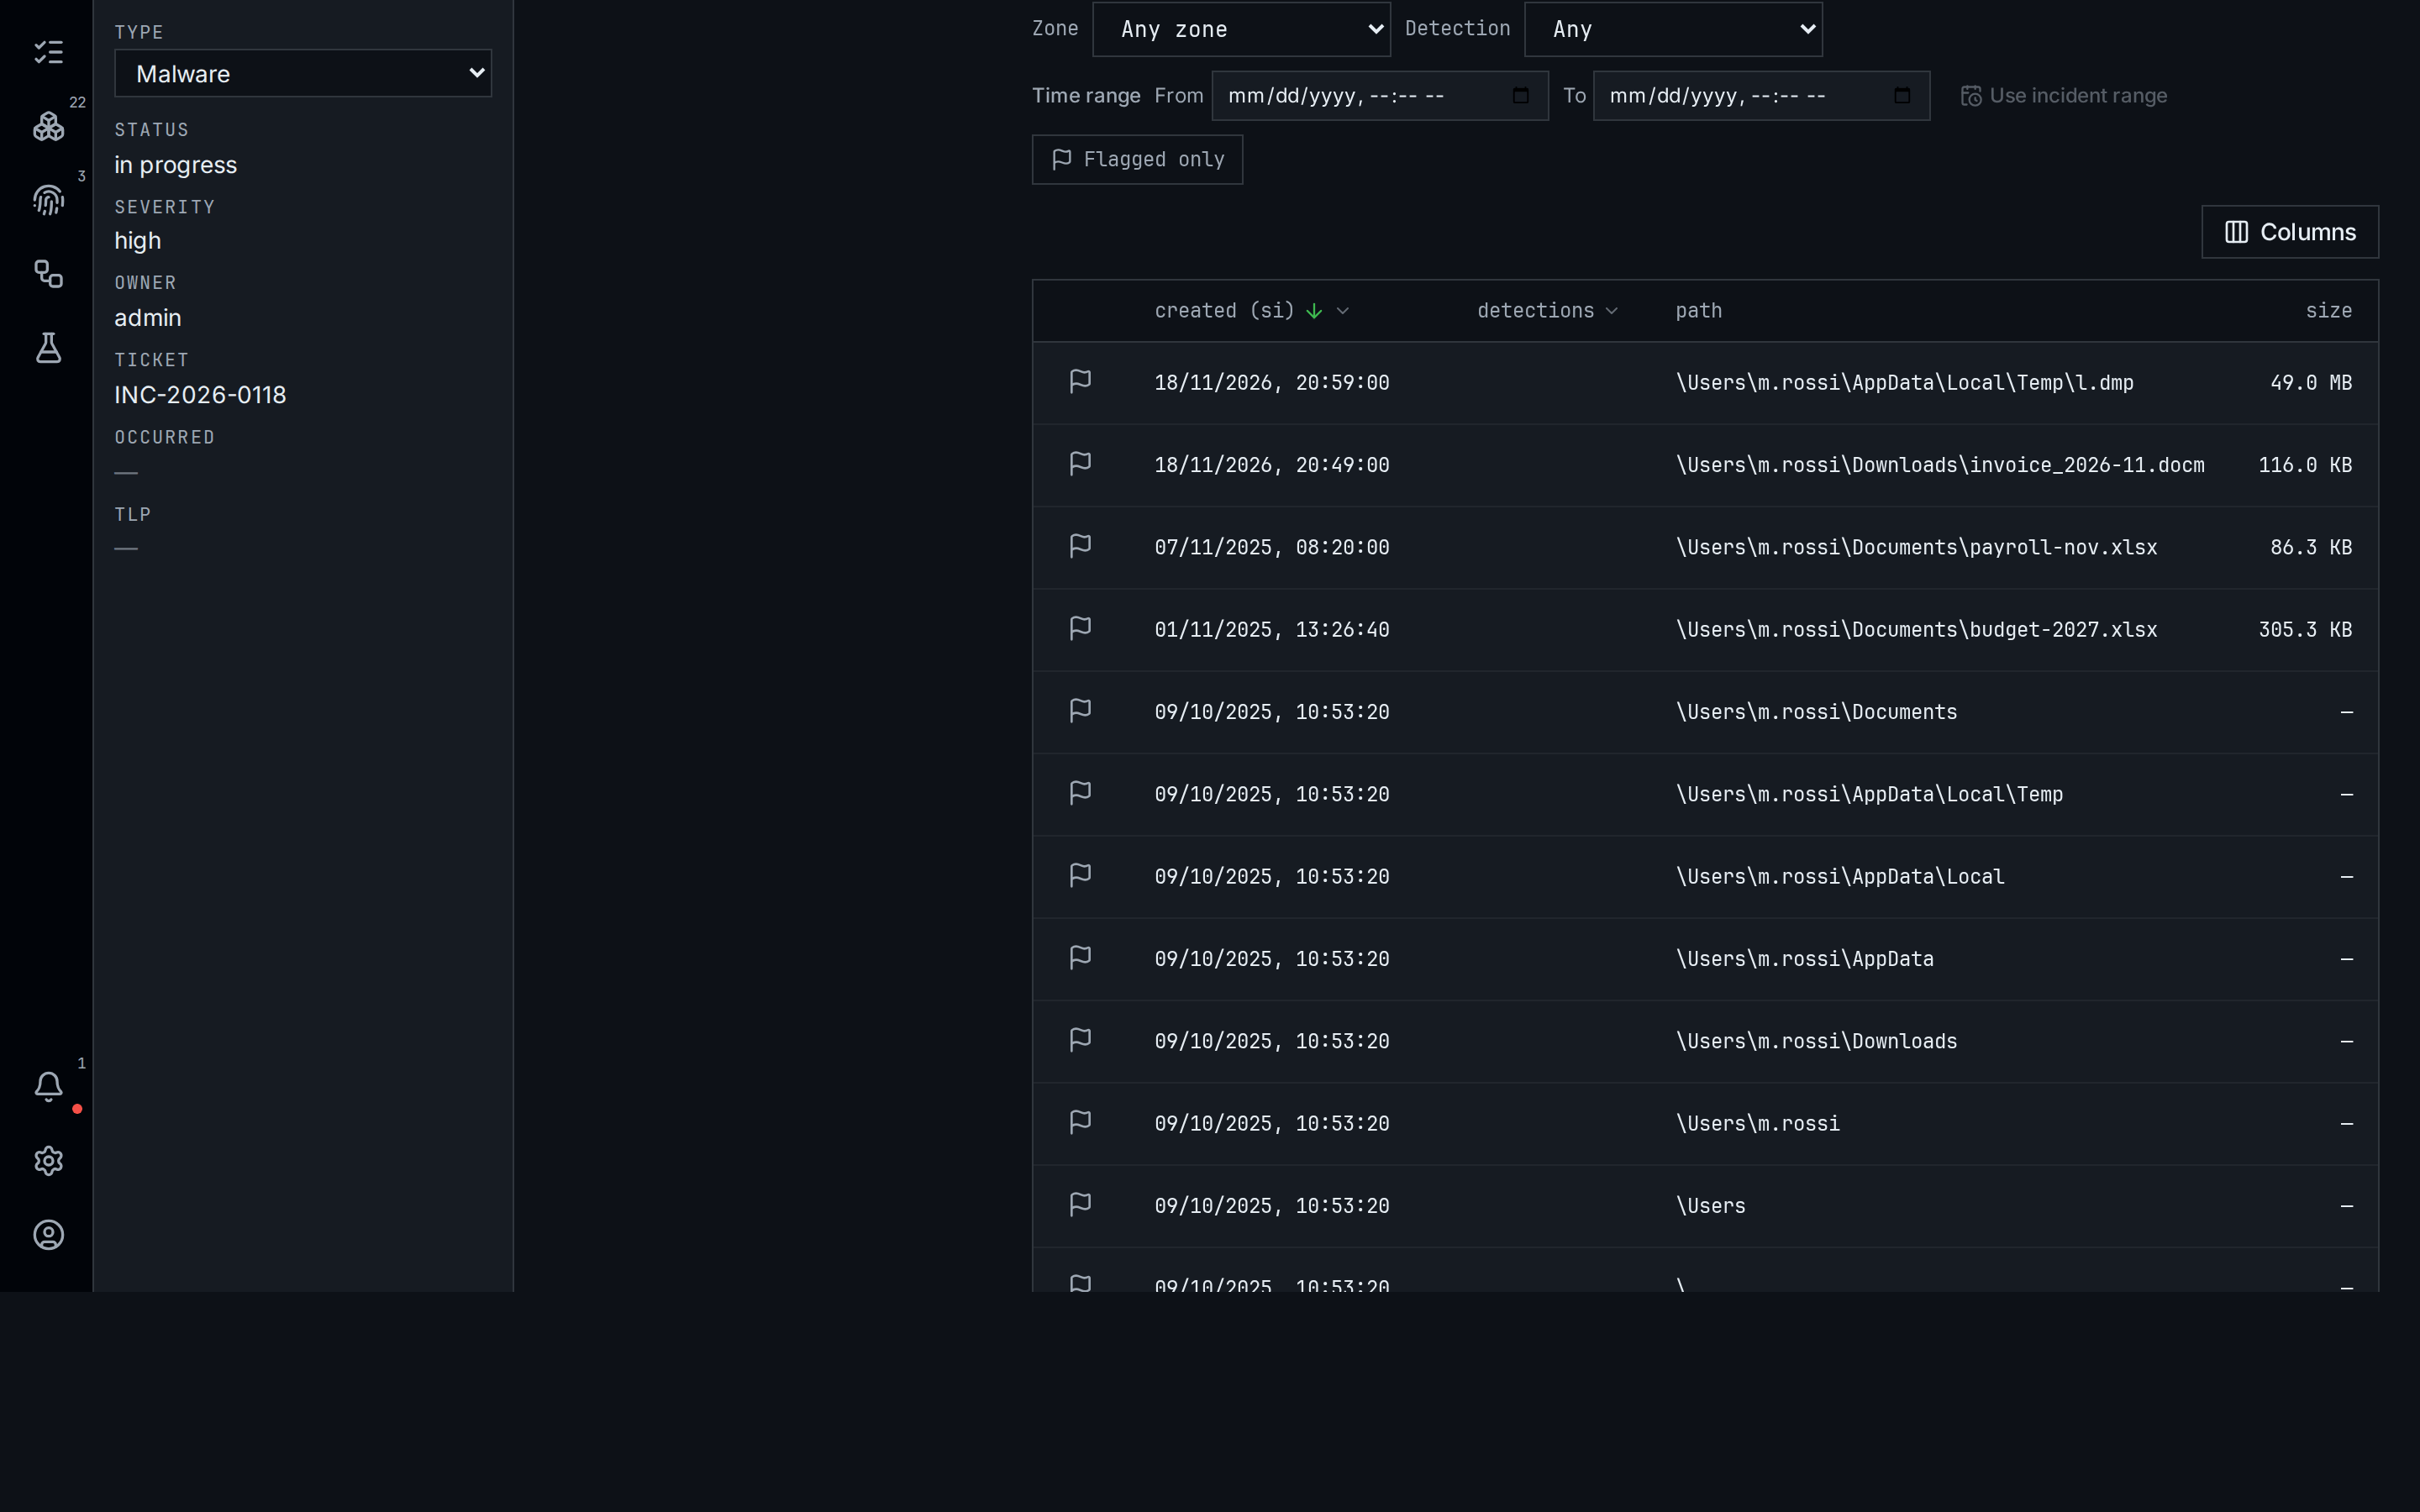 22
3
1
TYPE
Malware
STATUS
in progress
SEVERITY
high
OWNER
admin
TICKET
INC-2026-0118
OCCURRED
—
TLP
—
Zone Any zone Detection Any
Time range From mm/dd/yyyy, --:-- -- To mm/dd/yyyy, --:-- -- Use incident range
Flagged only
Columns
created (si) detections path size
18/11/2026, 20:59:00 \Users\m.rossi\AppData\Local\Temp\l.dmp 49.0 MB
18/11/2026, 20:49:00 \Users\m.rossi\Downloads\invoice_2026-11.docm 116.0 KB
07/11/2025, 08:20:00 \Users\m.rossi\Documents\payroll-nov.xlsx 86.3 KB
01/11/2025, 13:26:40 \Users\m.rossi\Documents\budget-2027.xlsx 305.3 KB
09/10/2025, 10:53:20 \Users\m.rossi\Documents —
09/10/2025, 10:53:20 \Users\m.rossi\AppData\Local\Temp —
09/10/2025, 10:53:20 \Users\m.rossi\AppData\Local —
09/10/2025, 10:53:20 \Users\m.rossi\AppData —
09/10/2025, 10:53:20 \Users\m.rossi\Downloads —
09/10/2025, 10:53:20 \Users\m.rossi —
09/10/2025, 10:53:20 \Users —
09/10/2025, 10:53:20 \ —